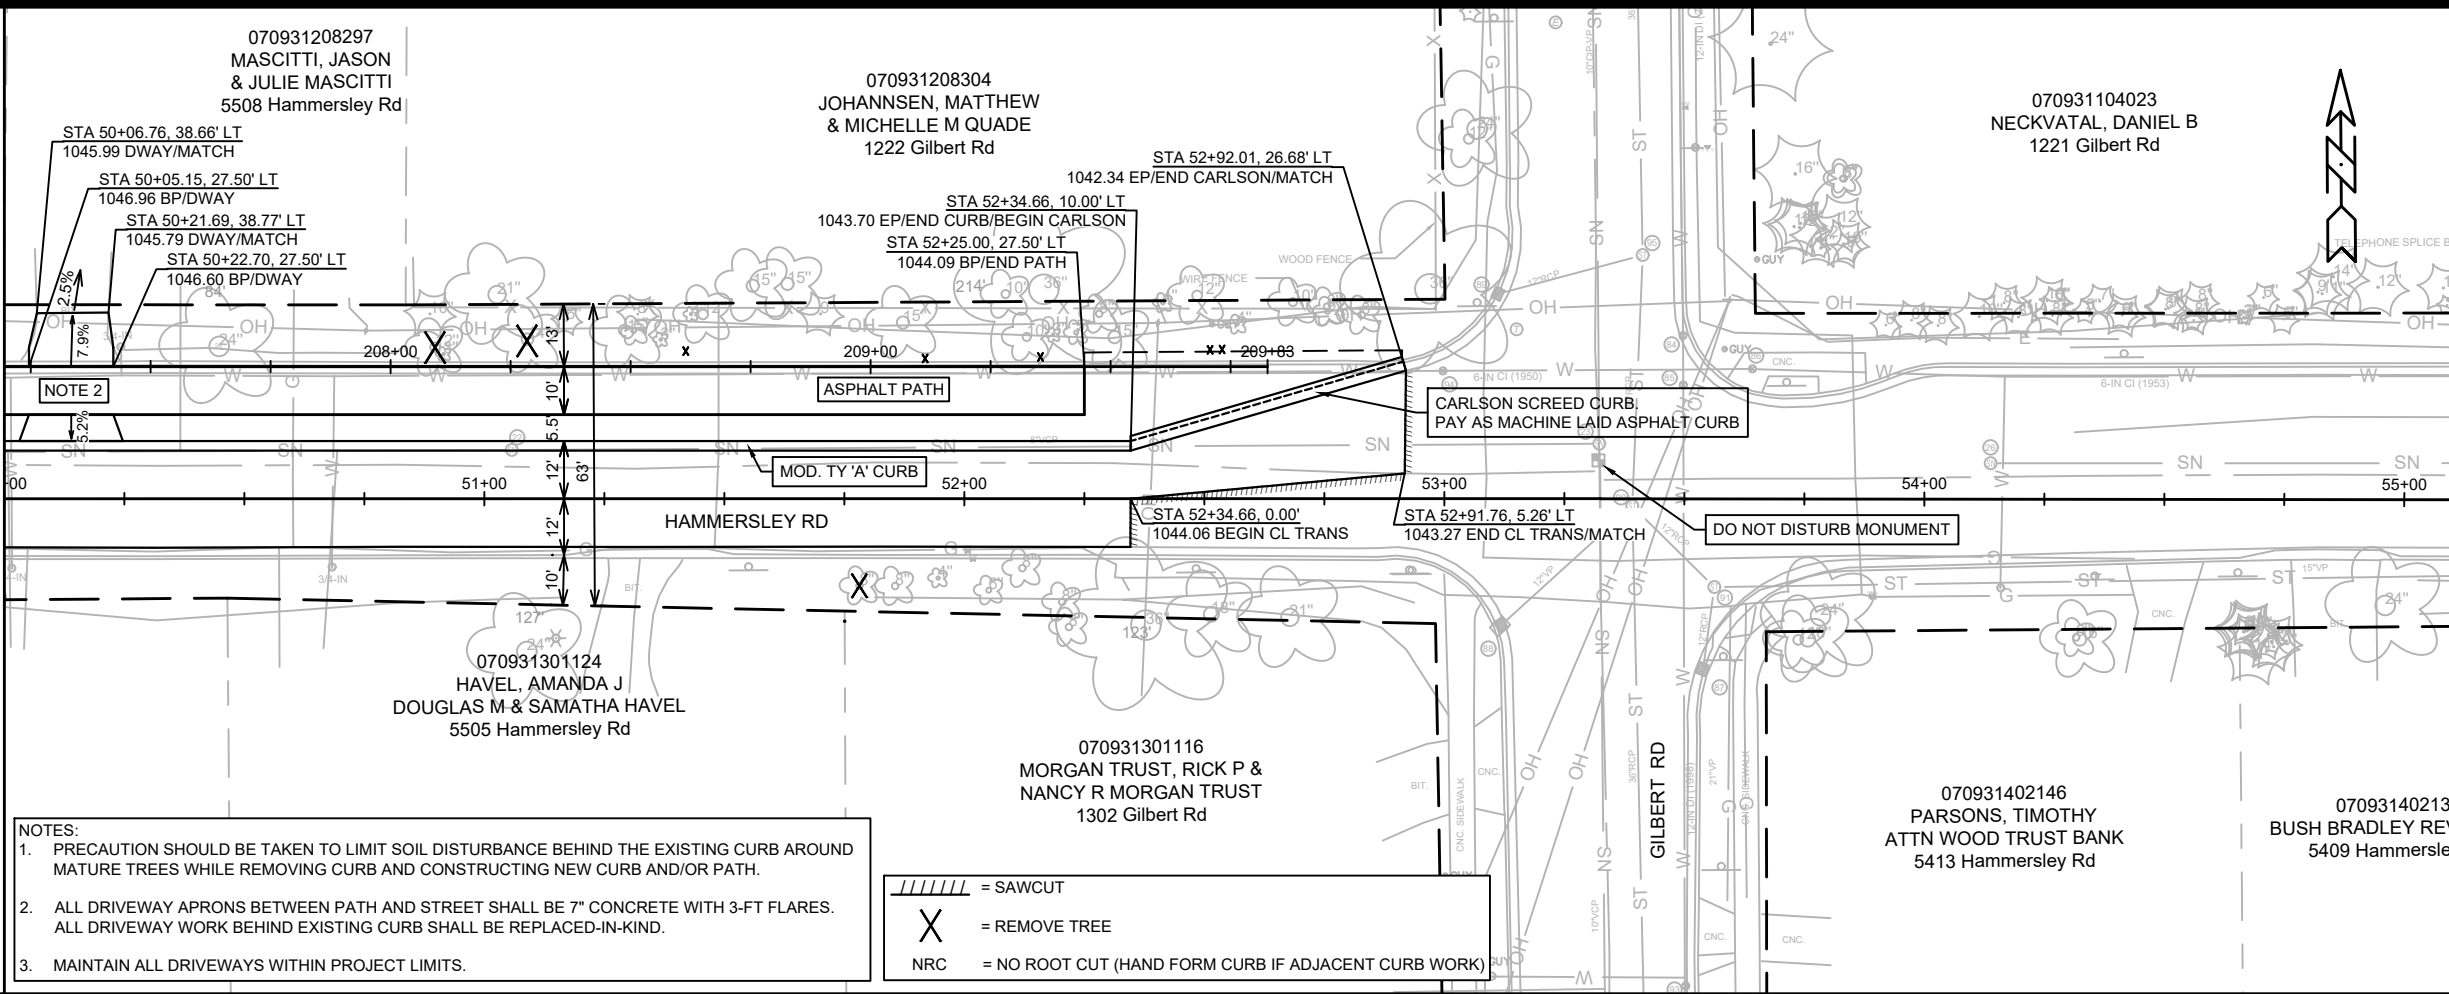 070931208297
MASCITTI, JASON
& JULIE MASCITTI
5508 Hammersley Rd
070931208304
JOHANNSEN, MATTHEW
& MICHELLE M QUADE
1222 Gilbert Rd
070931104023
NECKVATAL, DANIEL B
1221 Gilbert Rd
STA 50+06.76, 38.66' LT
1045.99 DWAY/MATCH
STA 50+05.15, 27.50' LT
1046.96 BP/DWAY
STA 50+21.69, 38.77' LT
1045.79 DWAY/MATCH
STA 50+22.70, 27.50' LT
1046.60 BP/DWAY
STA 52+92.01, 26.68' LT
1042.34 EP/END CARLSON/MATCH
STA 52+34.66, 10.00' LT
1043.70 EP/END CURB/BEGIN CARLSON
STA 52+25.00, 27.50' LT
1044.09 BP/END PATH
WIRE FENCE
WOOD FENCE
TELEPHONE SPLICE B
2.5%
7.9%
5.2%
208+00
209+00
209+83
NOTE 2
ASPHALT PATH
13'
10'
5.5'
12'
63'
12'
10'
CARLSON SCREED CURB.
PAY AS MACHINE LAID ASPHALT CURB
6-IN CI (1950)
6-IN CI (1953)
MOD. TY 'A' CURB
+00
51+00
52+00
53+00
54+00
55+00
HAMMERSLEY RD
STA 52+34.66, 0.00'
1044.06 BEGIN CL TRANS
STA 52+91.76, 5.26' LT
1043.27 END CL TRANS/MATCH
DO NOT DISTURB MONUMENT
070931301124
HAVEL, AMANDA J
DOUGLAS M & SAMATHA HAVEL
5505 Hammersley Rd
070931301116
MORGAN TRUST, RICK P &
NANCY R MORGAN TRUST
1302 Gilbert Rd
GILBERT RD
CNC. SIDEWALK
070931402146
PARSONS, TIMOTHY
ATTN WOOD TRUST BANK
5413 Hammersley Rd
07093140213
BUSH BRADLEY REV
5409 Hammersle
NOTES:
1. PRECAUTION SHOULD BE TAKEN TO LIMIT SOIL DISTURBANCE BEHIND THE EXISTING CURB AROUND
MATURE TREES WHILE REMOVING CURB AND CONSTRUCTING NEW CURB AND/OR PATH.
2. ALL DRIVEWAY APRONS BETWEEN PATH AND STREET SHALL BE 7" CONCRETE WITH 3-FT FLARES.
ALL DRIVEWAY WORK BEHIND EXISTING CURB SHALL BE REPLACED-IN-KIND.
3. MAINTAIN ALL DRIVEWAYS WITHIN PROJECT LIMITS.
= SAWCUT
X = REMOVE TREE
NRC = NO ROOT CUT (HAND FORM CURB IF ADJACENT CURB WORK)